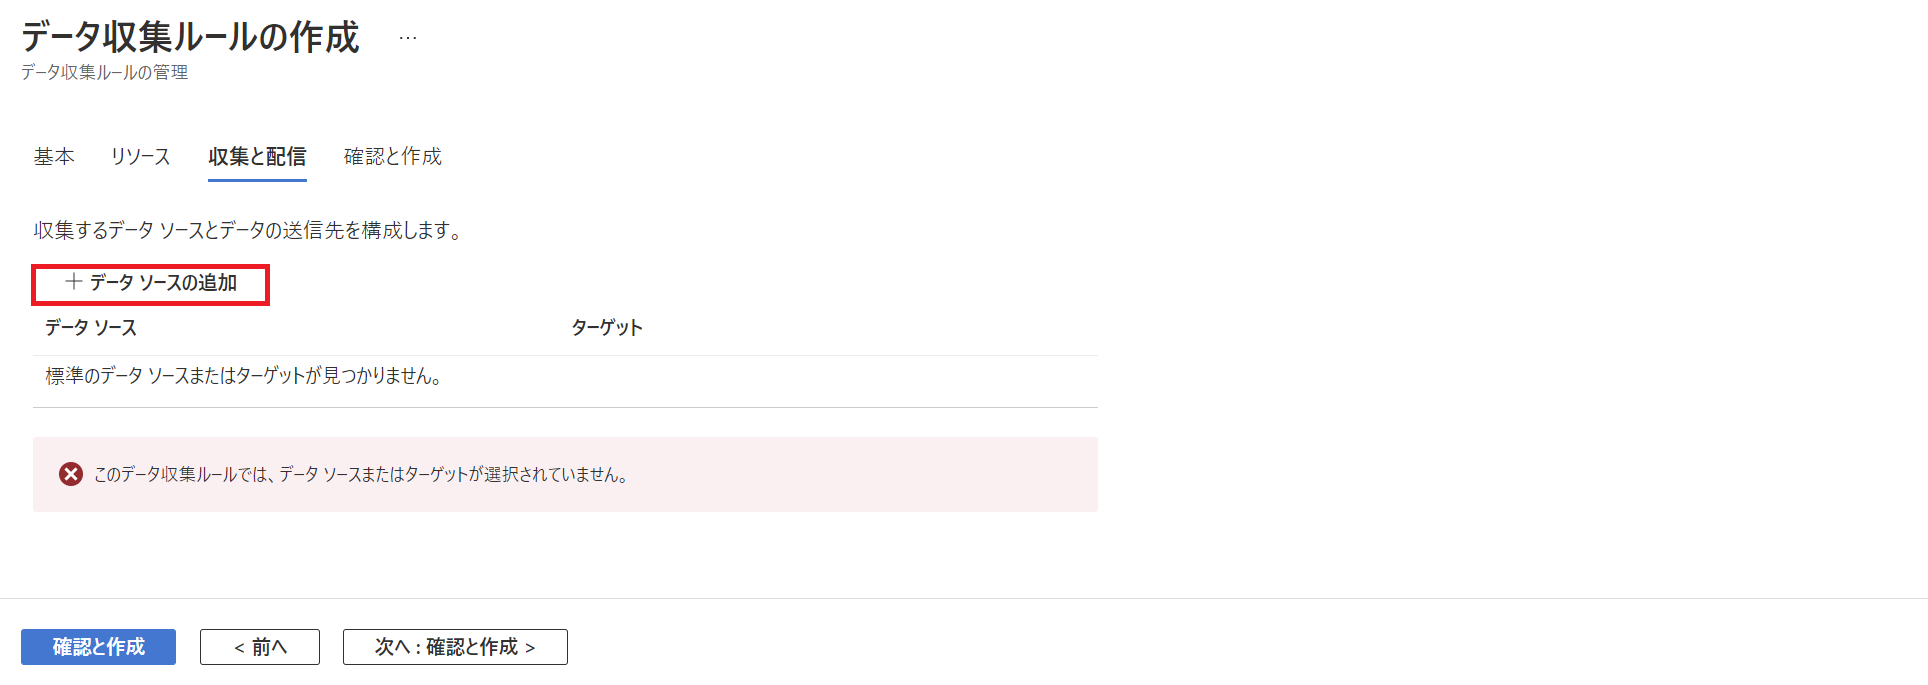 データ収集ルールの作成 …
データ収集ルールの管理
基本 リソース 収集と配信 確認と作成
収集するデータ ソースとデータの送信先を構成します。
+ データ ソースの追加
データ ソース ターゲット
標準のデータ ソースまたはターゲットが見つかりません。
このデータ収集ルールでは、データ ソースまたはターゲットが選択されていません。
確認と作成 < 前へ 次へ : 確認と作成 >